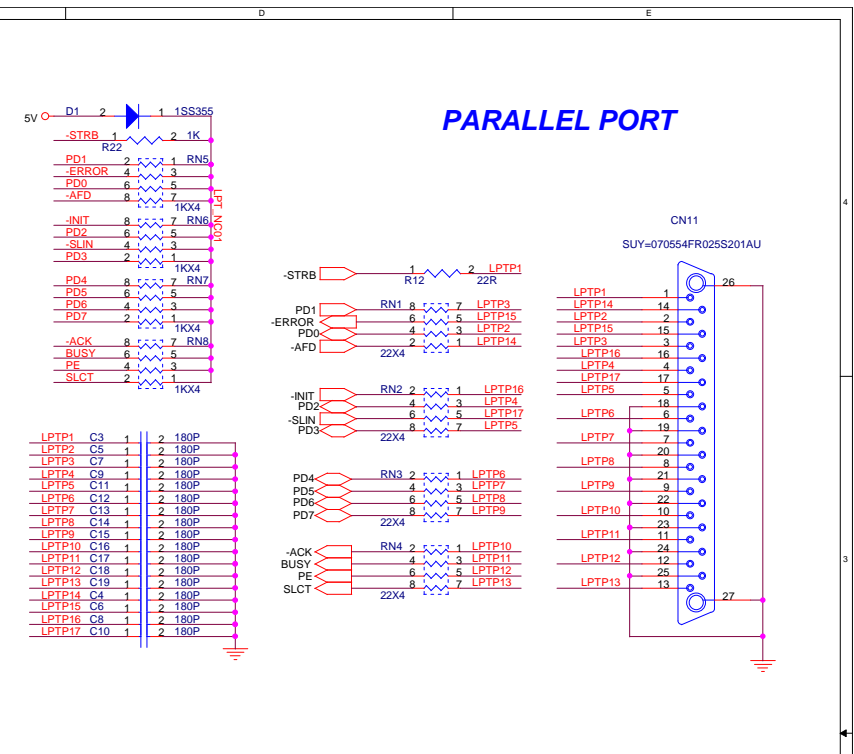 D E
PARALLEL PORT
5V D1 2 1 1SS355
-STRB 1 2 1K
R22
PD1 2 1 RN5
-ERROR 4 3
PD0 6 5
-AFD 8 7
1KX4
LPT_NC01
-INIT 8 7 RN6
PD2 6 5
-SLIN 4 3
PD3 2 1
1KX4
PD4 8 7 RN7
PD5 6 5
PD6 4 3
PD7 2 1
1KX4
-ACK 8 7 RN8
BUSY 6 5
PE 4 3
SLCT 2 1
1KX4
LPTP1 C3 1 2 180P
LPTP2 C5 1 2 180P
LPTP3 C7 1 2 180P
LPTP4 C9 1 2 180P
LPTP5 C11 1 2 180P
LPTP6 C12 1 2 180P
LPTP7 C13 1 2 180P
LPTP8 C14 1 2 180P
LPTP9 C15 1 2 180P
LPTP10 C16 1 2 180P
LPTP11 C17 1 2 180P
LPTP12 C18 1 2 180P
LPTP13 C19 1 2 180P
LPTP14 C4 1 2 180P
LPTP15 C6 1 2 180P
LPTP16 C8 1 2 180P
LPTP17 C10 1 2 180P
-STRB 1 2 LPTP1
R12 22R
PD1 RN1 8 7 LPTP3
-ERROR 6 5 LPTP15
PD0 4 3 LPTP2
-AFD 2 1 LPTP14
22X4
-INIT RN2 2 1 LPTP16
PD2 4 3 LPTP4
-SLIN 6 5 LPTP17
PD3 8 7 LPTP5
22X4
PD4 RN3 2 1 LPTP6
PD5 4 3 LPTP7
PD6 6 5 LPTP8
PD7 8 7 LPTP9
22X4
-ACK RN4 2 1 LPTP10
BUSY 4 3 LPTP11
PE 6 5 LPTP12
SLCT 8 7 LPTP13
22X4
CN11
SUY=070554FR025S201AU
26
LPTP1 1
LPTP14 14
LPTP2 2
LPTP15 15
LPTP3 3
LPTP16 16
LPTP4 4
LPTP17 17
LPTP5 5
18
LPTP6 6
19
LPTP7 7
20
LPTP8 8
21
LPTP9 9
22
LPTP10 10
23
LPTP11 11
24
LPTP12 12
25
LPTP13 13
27
4
3